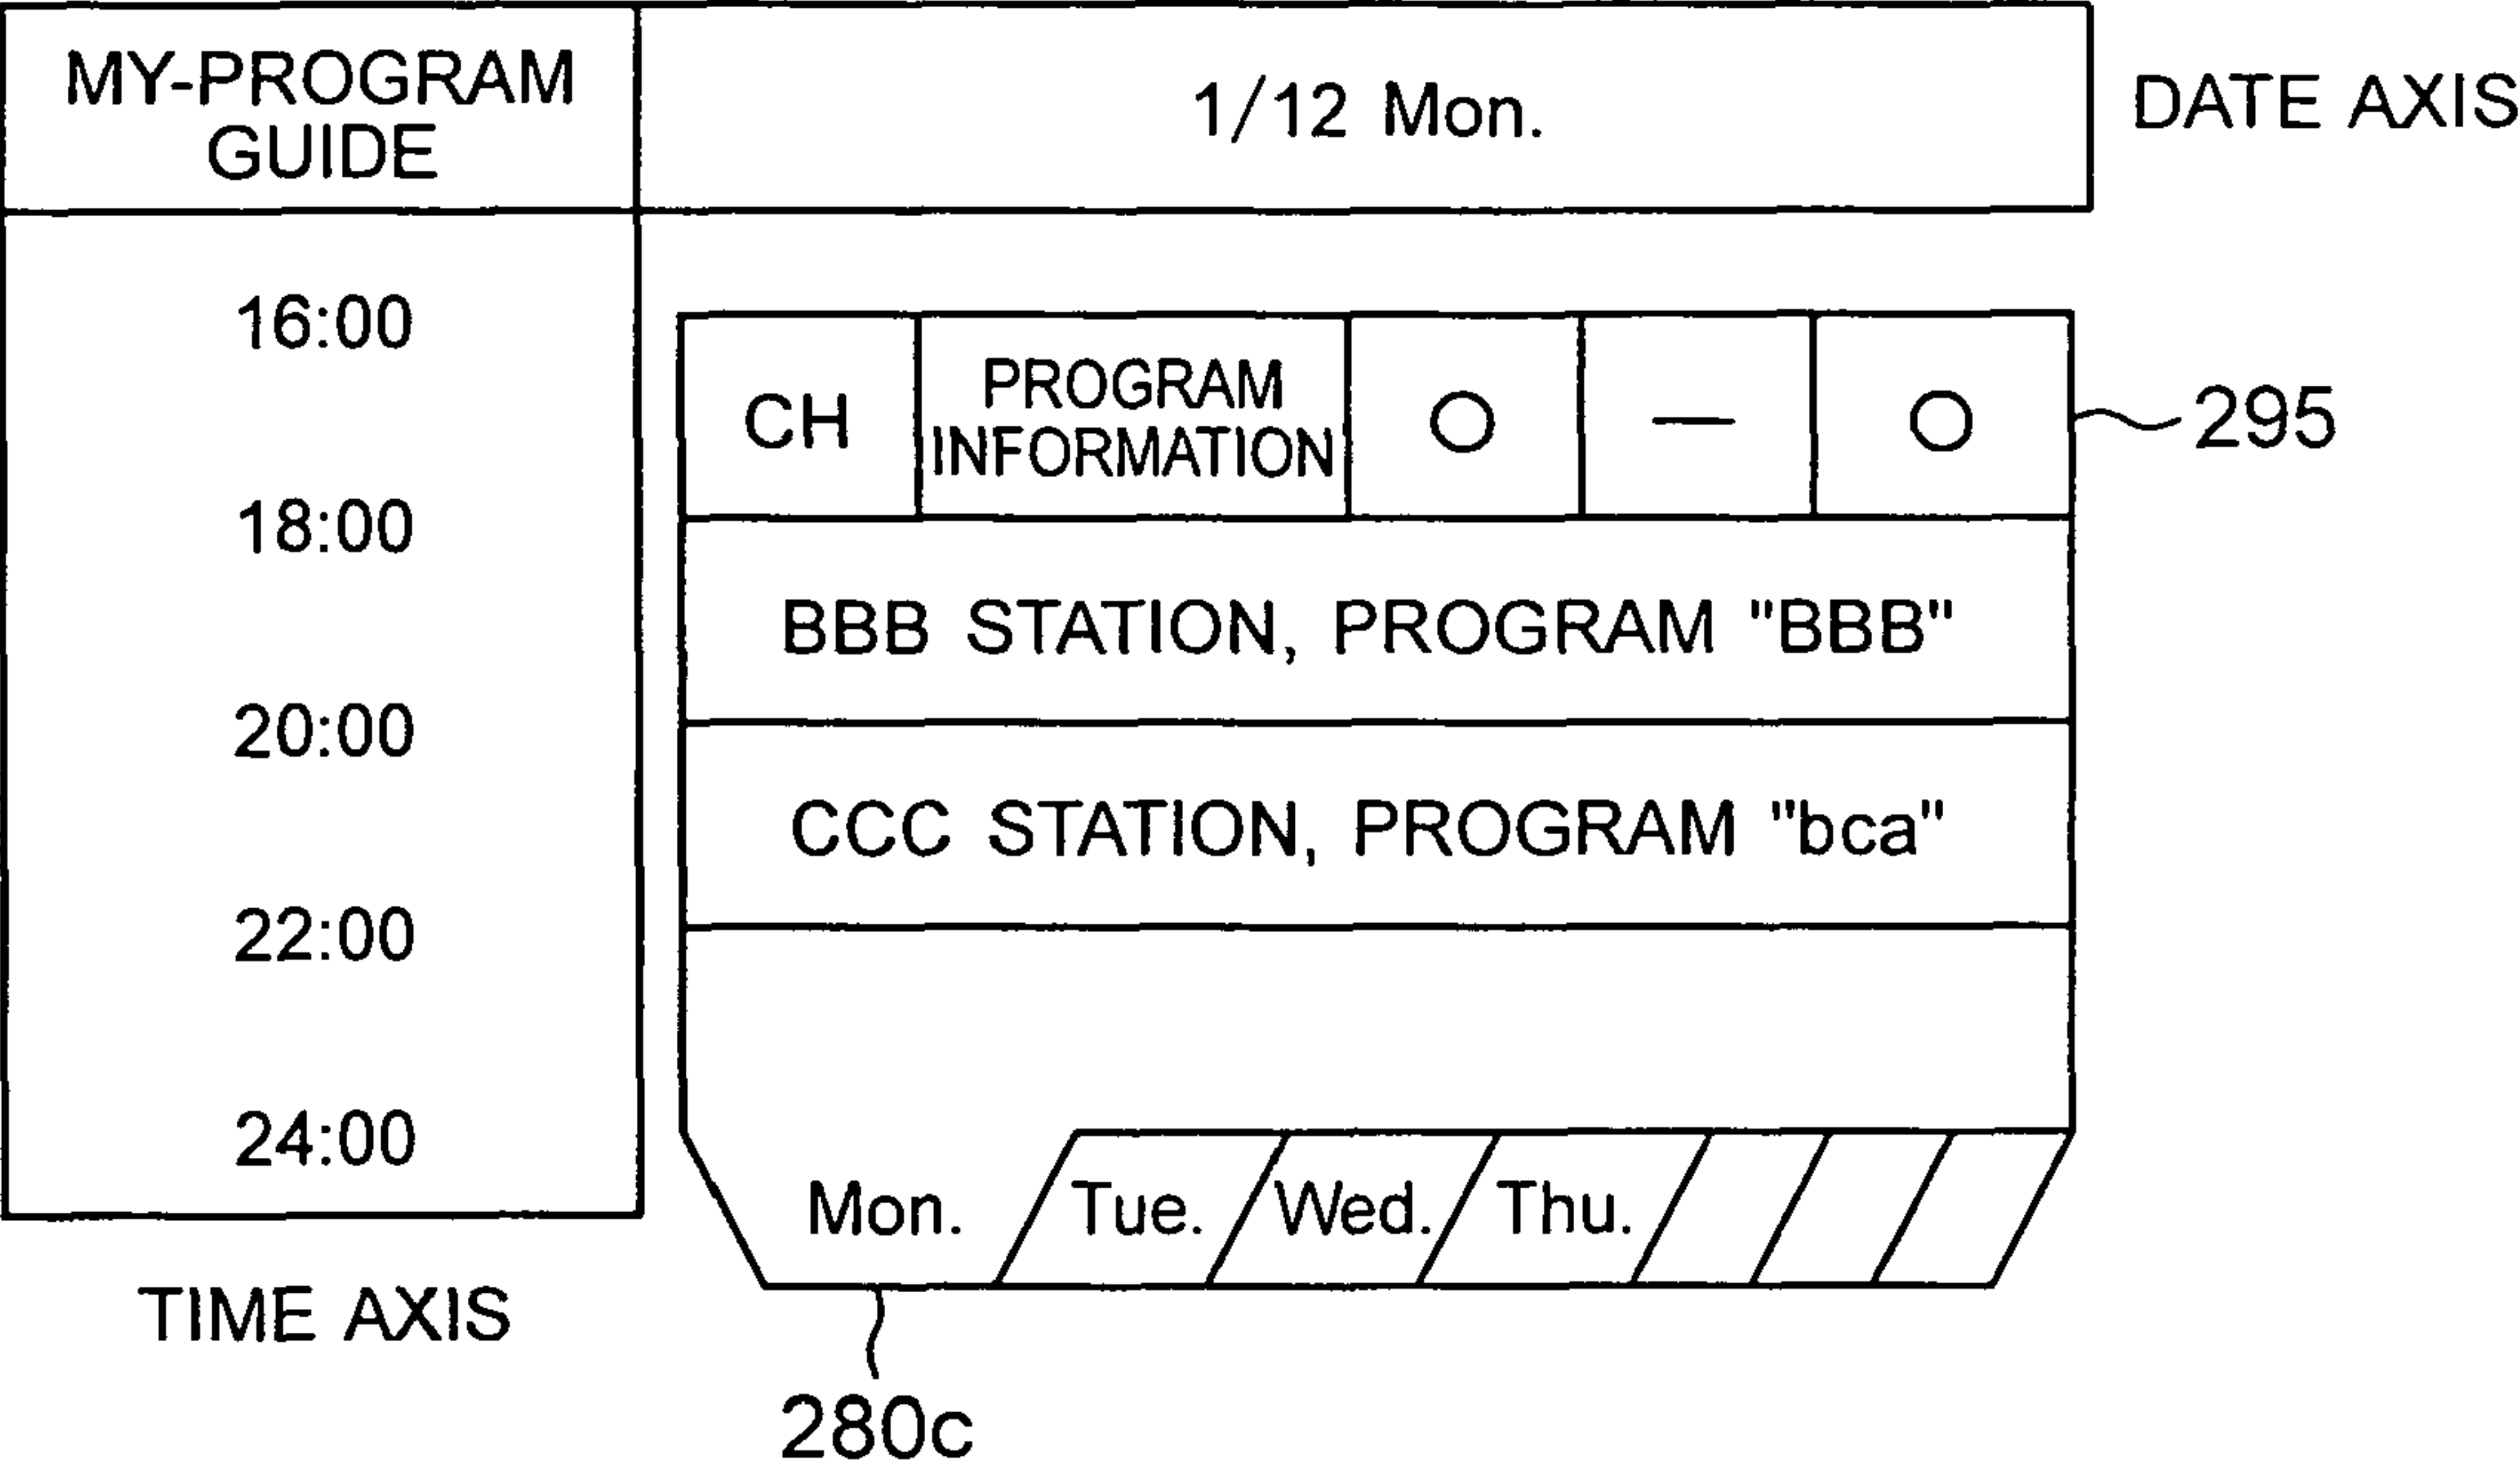 MY-PROGRAM
GUIDE
1/12 Mon.
DATE AXIS
16:00
18:00
20:00
22:00
24:00
TIME AXIS
CH
PROGRAM
INFORMATION
○
—
○
295
BBB STATION, PROGRAM "BBB"
CCC STATION, PROGRAM "bca"
Mon.
Tue.
Wed.
Thu.
280c